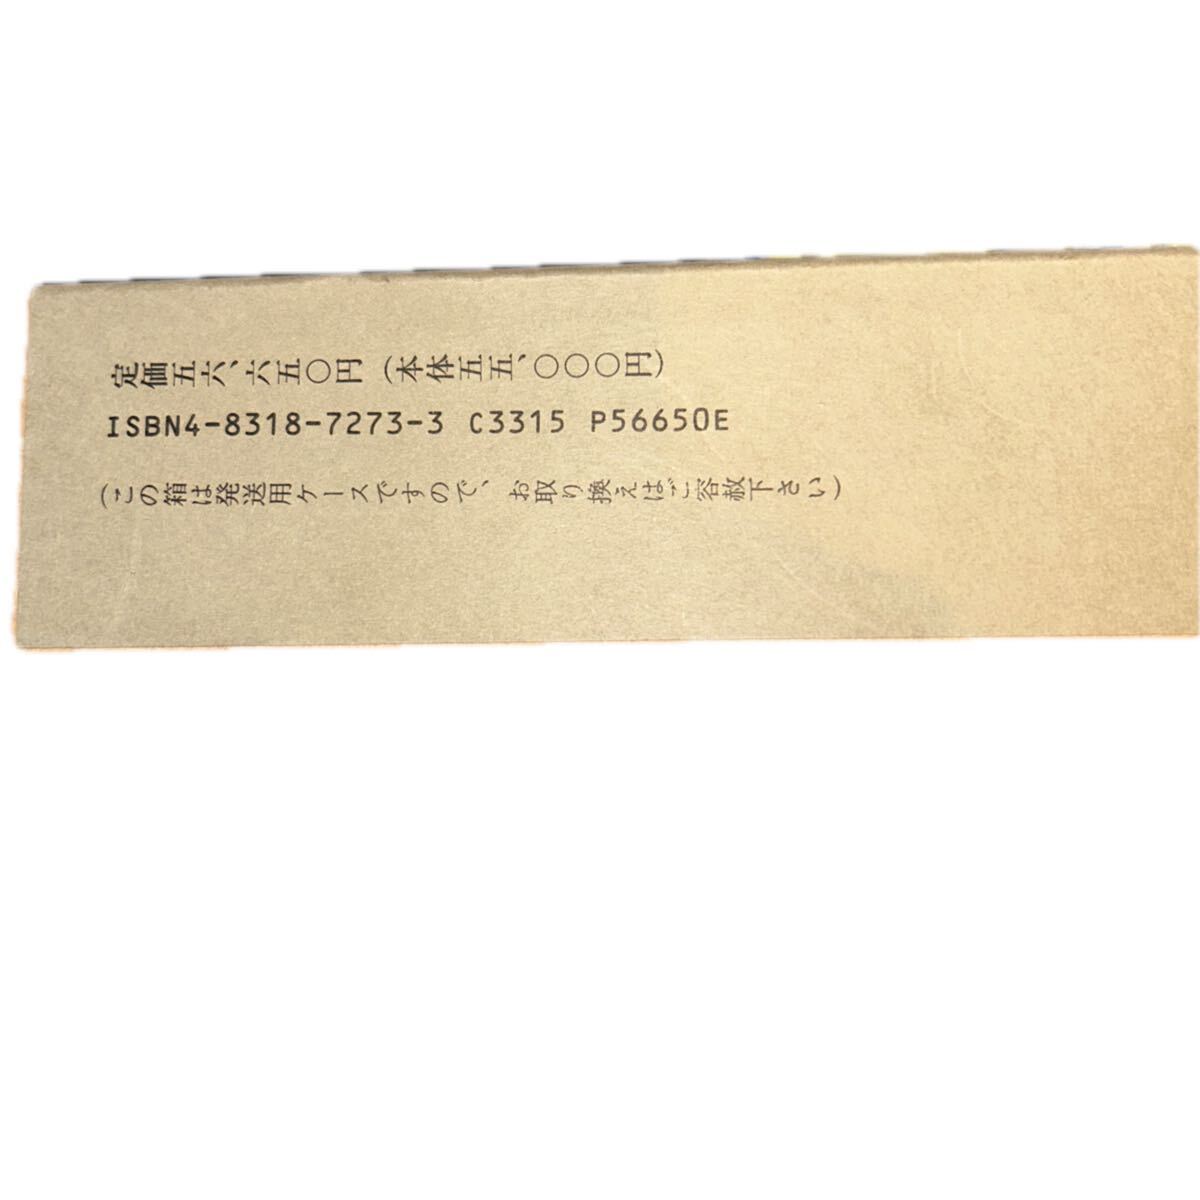 定価五六、六五〇円（本体五五、〇〇〇円）
ISBN4-8318-7273-3 C3315 P56650E
（この箱は発送用ケースですので、お取り換えはご容赦下さい）